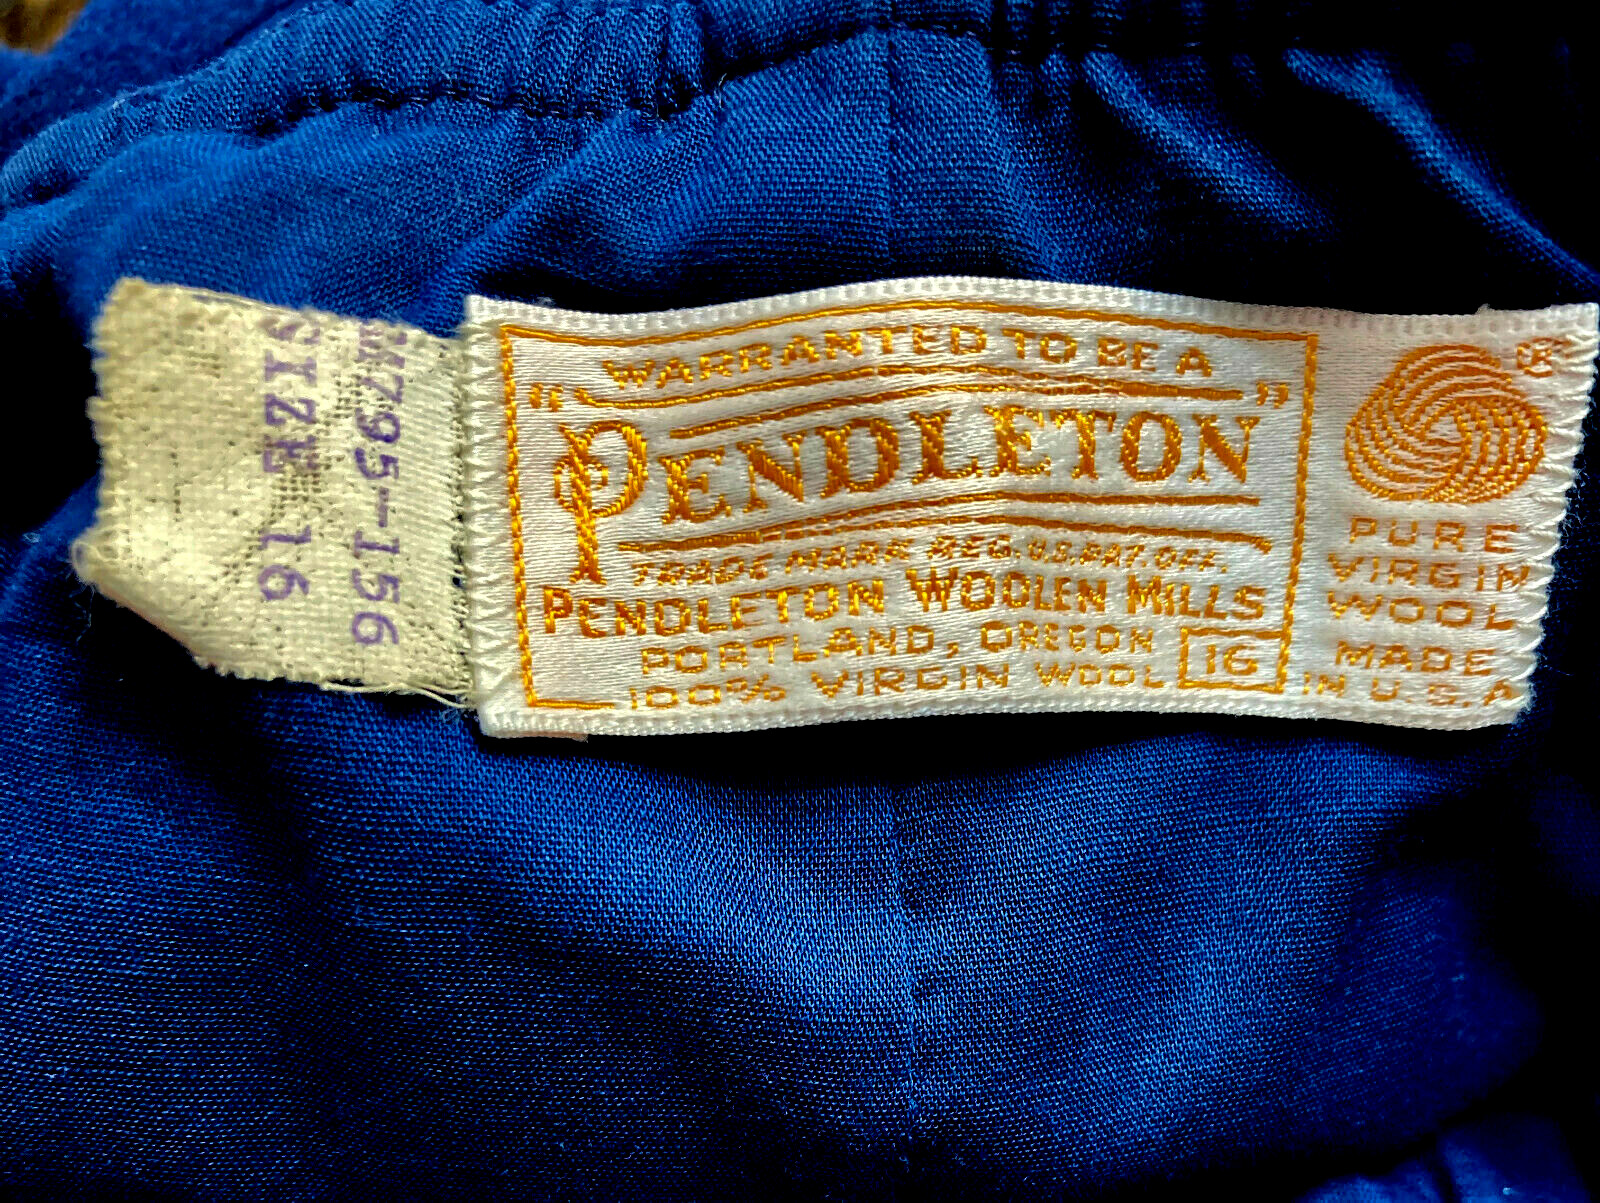 M795-156
SIZE 16
WARRANTED TO BE A
"PENDLETON"
TRADE MARK REG. U.S. PAT. OFF.
PENDLETON WOOLEN MILLS
PORTLAND, OREGON
100% VIRGIN WOOL 16
®
PURE
VIRGIN
WOOL
MADE
IN U.S.A